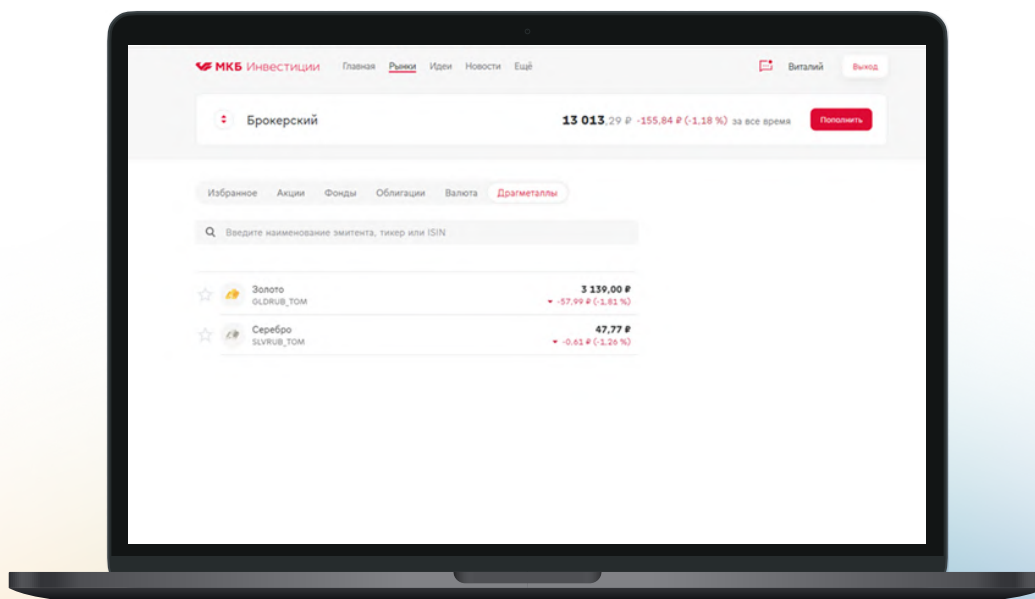 МКБ Инвестиции Главная Рынки Идеи Новости Ещё Виталий Выход
Брокерский 13 013,29 ₽ -155,84 ₽ (-1,18 %) за все время Пополнить
Избранное Акции Фонды Облигации Валюта Драгметаллы
Введите наименование эмитента, тикер или ISIN
Золото 3 139,00 ₽
GLDRUB_TOM -57,99 ₽ (-1,81 %)
Серебро 47,77 ₽
SLVRUB_TOM -0,61 ₽ (-1,26 %)